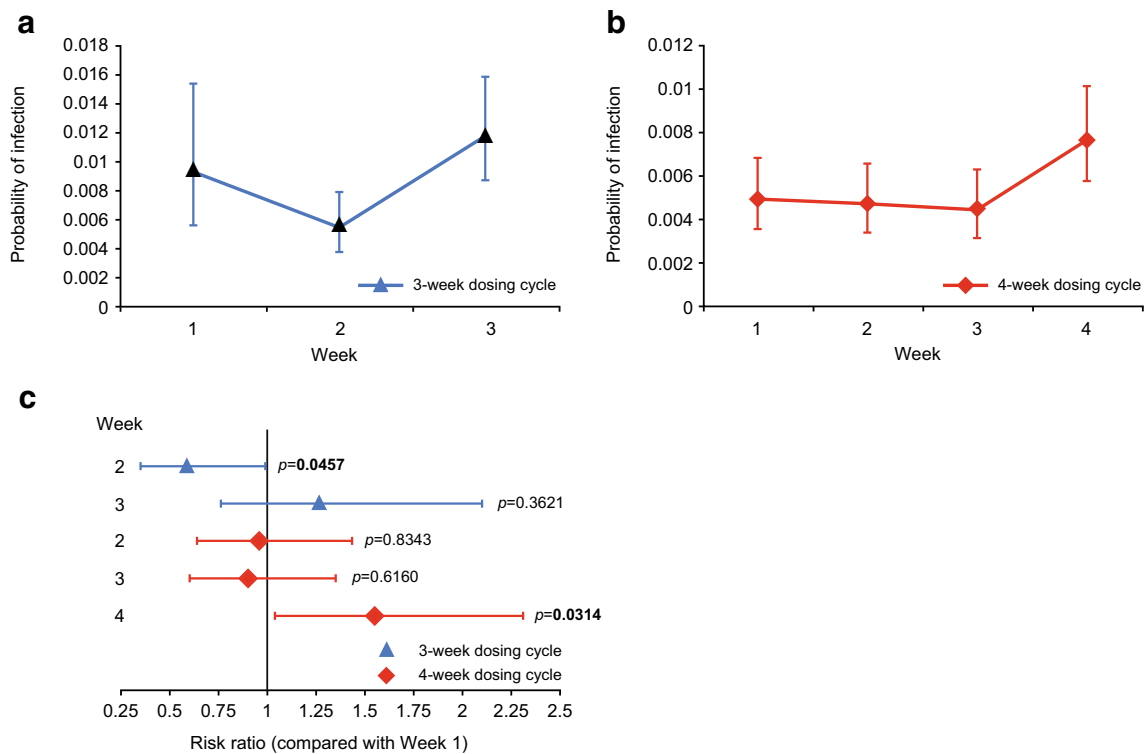 a
0.018
0.016
0.014
0.012
0.01
0.008
0.006
0.004
0.002
0
Probability of infection
3-week dosing cycle
1 2 3
Week
b
0.012
0.01
0.008
0.006
0.004
0.002
0
Probability of infection
4-week dosing cycle
1 2 3 4
Week
c
Week
2 p=0.0457
3 p=0.3621
2 p=0.8343
3 p=0.6160
4 p=0.0314
3-week dosing cycle
4-week dosing cycle
0.25 0.5 0.75 1 1.25 1.75 2 2.25 2.5
Risk ratio (compared with Week 1)